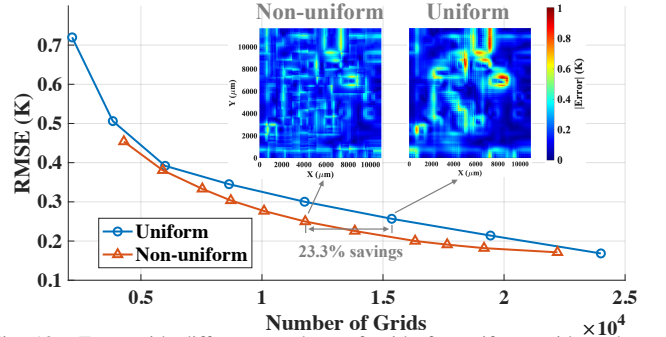 Non-uniform Uniform
0.7
0.6
0.5
0.4
0.3
0.2
0.1
RMSE (K)
10000
8000
6000
4000
2000
0
Y (μm)
0 2000 4000 6000 8000 10000
X (μm)
0 2000 4000 6000 8000 10000
X (μm)
1
0.8
0.6
0.4
0.2
0
|Error| (K)
Uniform
Non-uniform
23.3% savings
0.5 1 1.5 2 2.5
×10⁴
Number of Grids